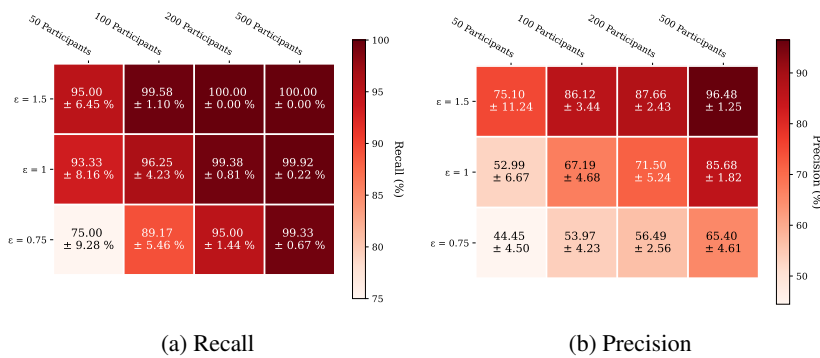 50 Participants
100 Participants
200 Participants
500 Participants
ε = 1.5
95.00
± 6.45 %
99.58
± 1.10 %
100.00
± 0.00 %
100.00
± 0.00 %
ε = 1
93.33
± 8.16 %
96.25
± 4.23 %
99.38
± 0.81 %
99.92
± 0.22 %
ε = 0.75
75.00
± 9.28 %
89.17
± 5.46 %
95.00
± 1.44 %
99.33
± 0.67 %
100
95
90
85
80
75
Recall (%)
(a) Recall
50 Participants
100 Participants
200 Participants
500 Participants
ε = 1.5
75.10
± 11.24
86.12
± 3.44
87.66
± 2.43
96.48
± 1.25
ε = 1
52.99
± 6.67
67.19
± 4.68
71.50
± 5.24
85.68
± 1.82
ε = 0.75
44.45
± 4.50
53.97
± 4.23
56.49
± 2.56
65.40
± 4.61
90
80
70
60
50
Precision (%)
(b) Precision